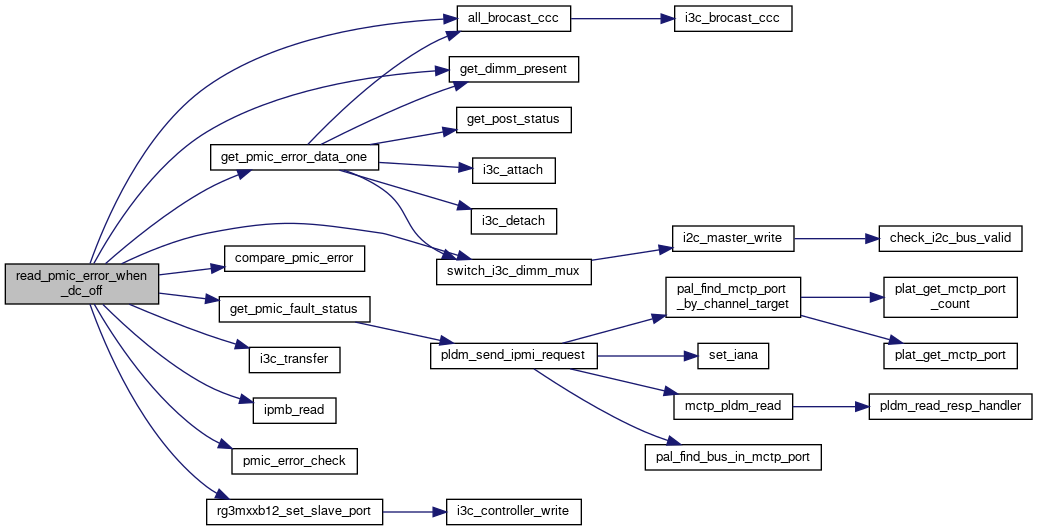 all_brocast_ccc
i3c_brocast_ccc
get_dimm_present
get_post_status
get_pmic_error_data_one
i3c_attach
i3c_detach
i2c_master_write
check_i2c_bus_valid
compare_pmic_error
switch_i3c_dimm_mux
read_pmic_error_when
_dc_off
pal_find_mctp_port
_by_channel_target
plat_get_mctp_port
_count
get_pmic_fault_status
i3c_transfer
pldm_send_ipmi_request
set_iana
plat_get_mctp_port
ipmb_read
mctp_pldm_read
pldm_read_resp_handler
pmic_error_check
pal_find_bus_in_mctp_port
rg3mxxb12_set_slave_port
i3c_controller_write